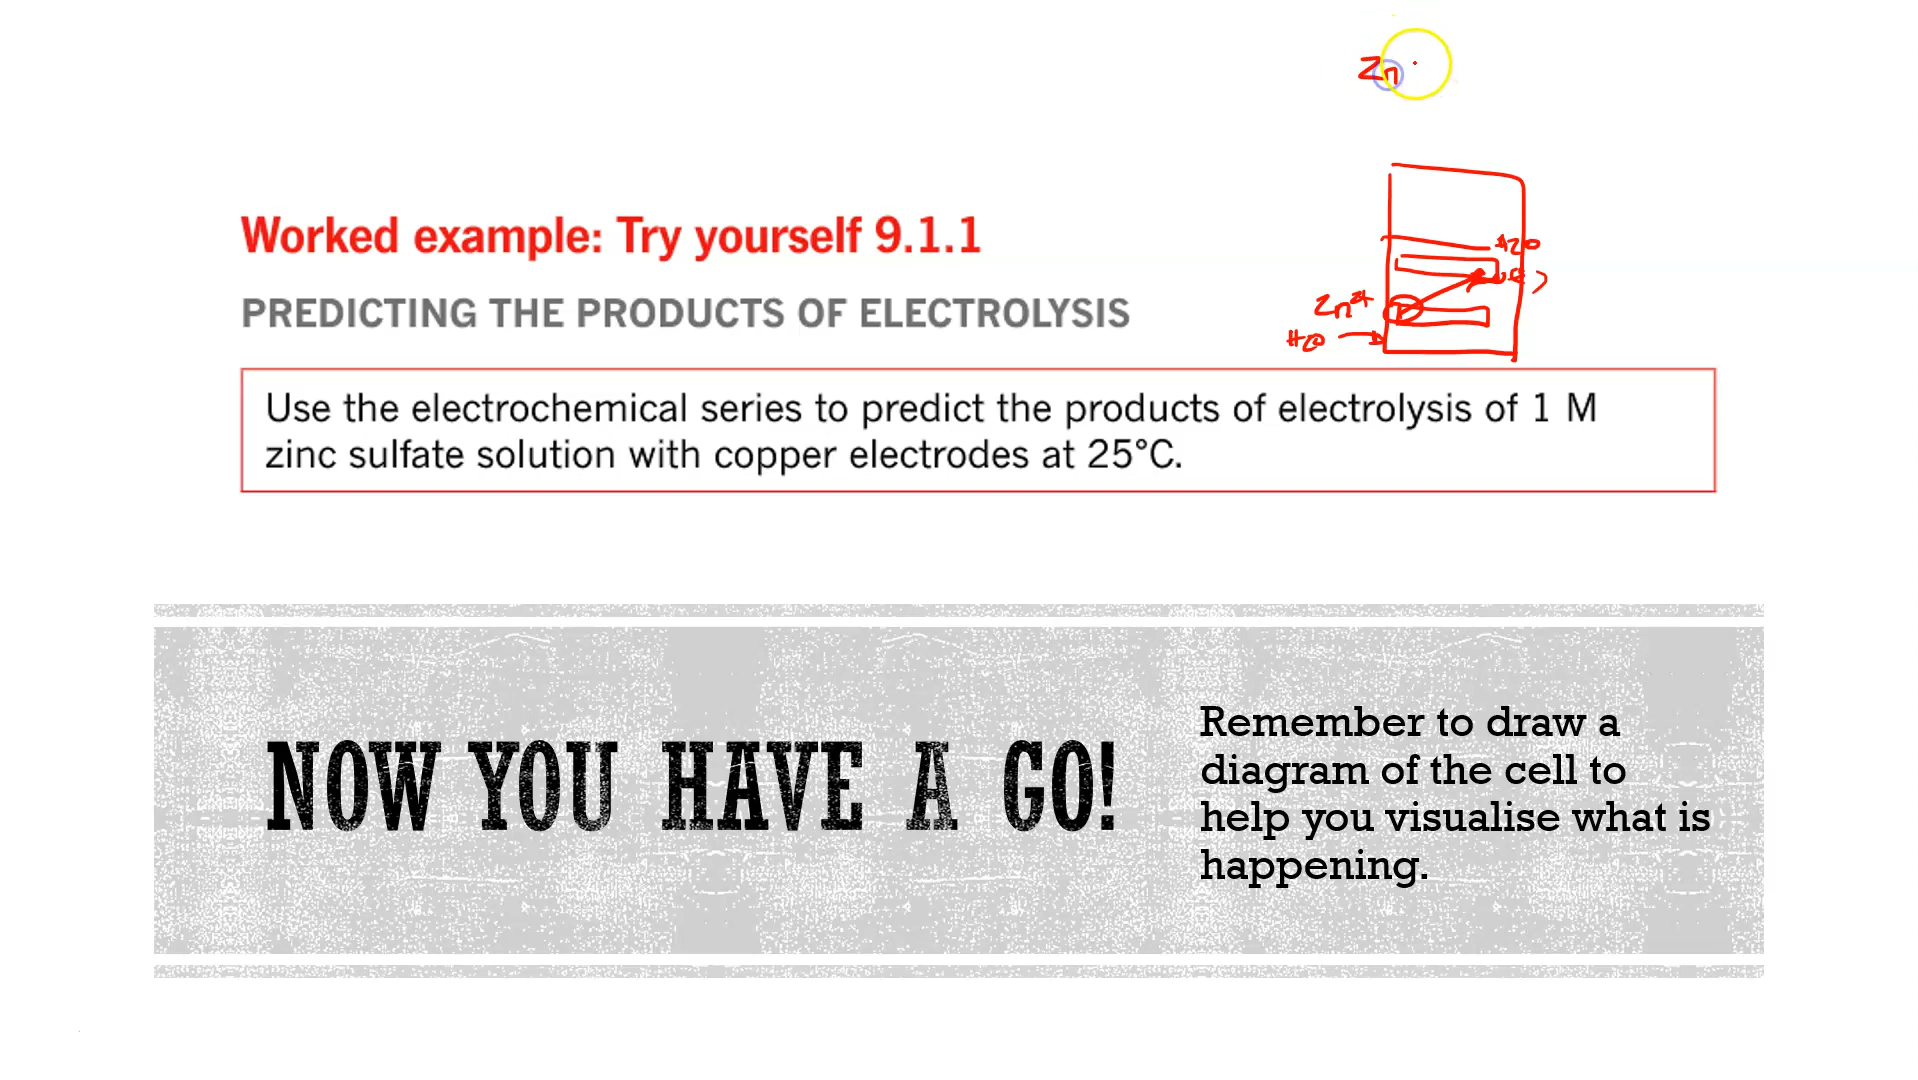 Zn
Worked example: Try yourself 9.1.1
H2O
PREDICTING THE PRODUCTS OF ELECTROLYSIS
Zn2+
H2O
Use the electrochemical series to predict the products of electrolysis of 1 M
zinc sulfate solution with copper electrodes at 25°C.
NOW YOU HAVE A GO!
Remember to draw a
diagram of the cell to
help you visualise what is
happening.